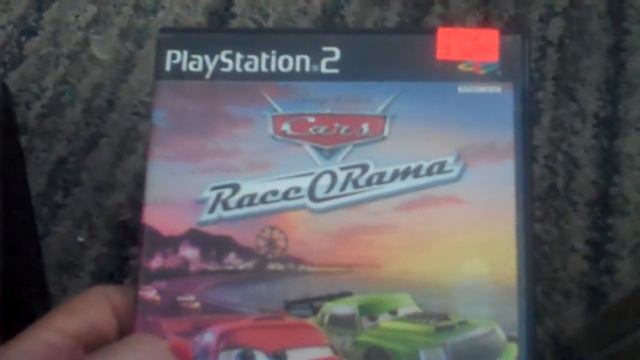 PlayStation 2
Cars
Race O Rama